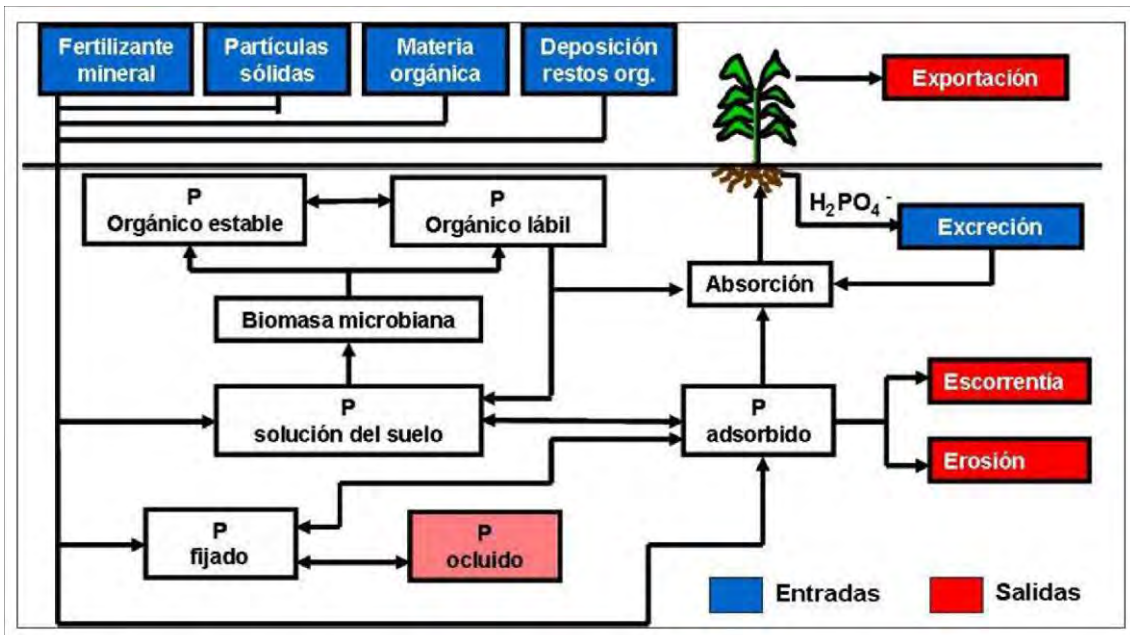 Fertilizante
mineral
Partículas
sólidas
Materia
orgánica
Deposición
restos org.
Exportación
P
Orgánico estable
P
Orgánico lábil
H₂PO₄⁻
Excreción
Absorción
Biomasa microbiana
P
solución del suelo
P
adsorbido
Escorrentía
Erosión
P
fijado
P
ocluido
Entradas
Salidas